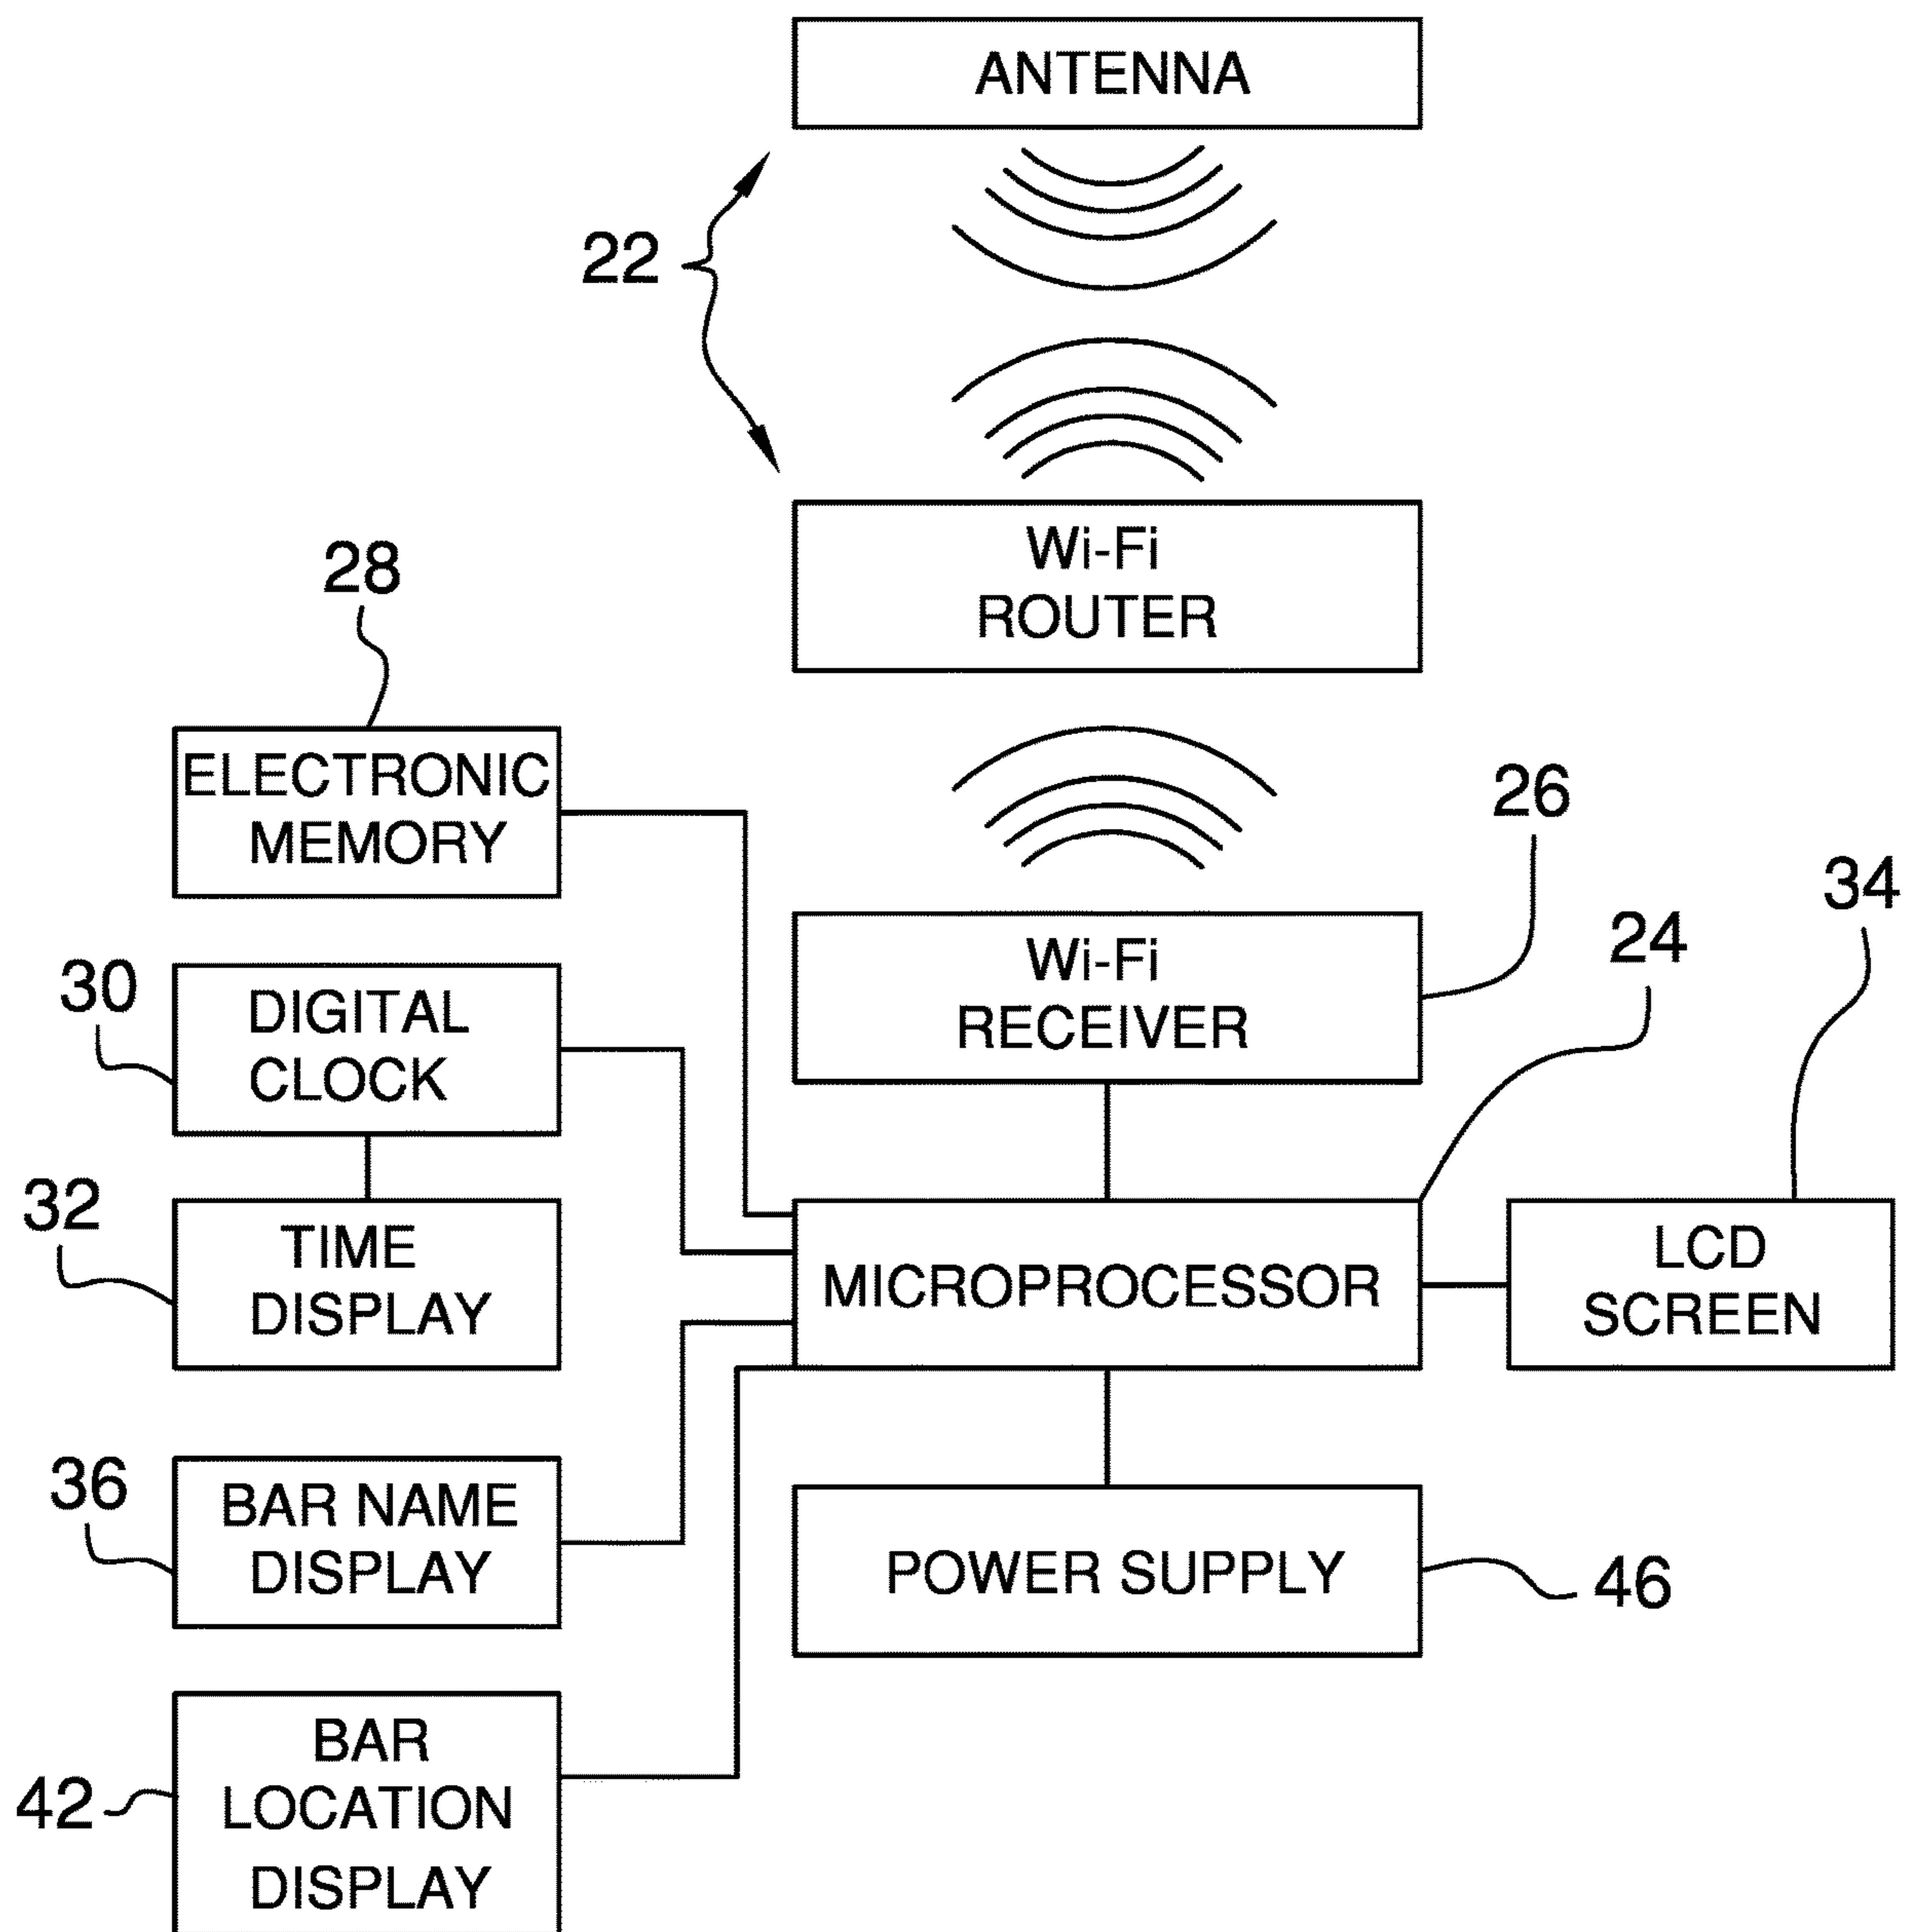 ANTENNA
22
Wi-Fi
ROUTER
28
ELECTRONIC
MEMORY
26
34
24
Wi-Fi
RECEIVER
30
DIGITAL
CLOCK
32
TIME
DISPLAY
MICROPROCESSOR
LCD
SCREEN
36
BAR NAME
DISPLAY
POWER SUPPLY
46
42
BAR
LOCATION
DISPLAY